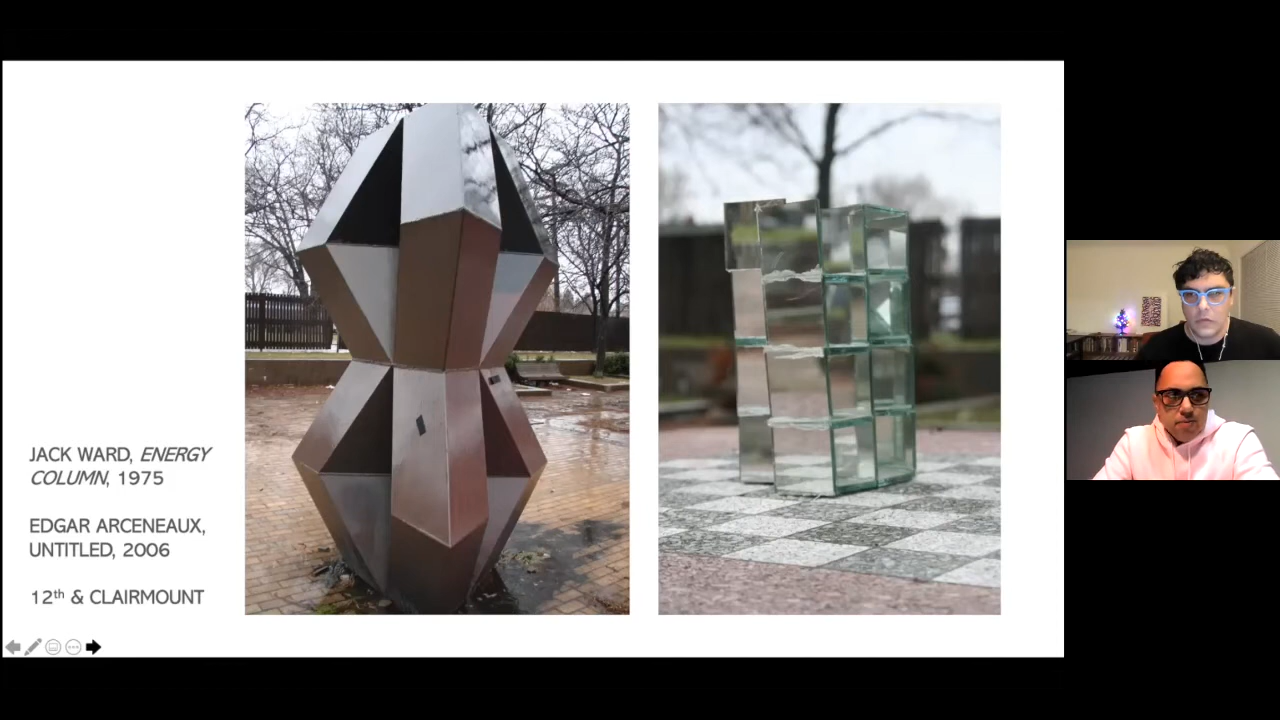 JACK WARD, ENERGY
COLUMN, 1975
EDGAR ARCENEAUX,
UNTITLED, 2006
12th & CLAIRMOUNT